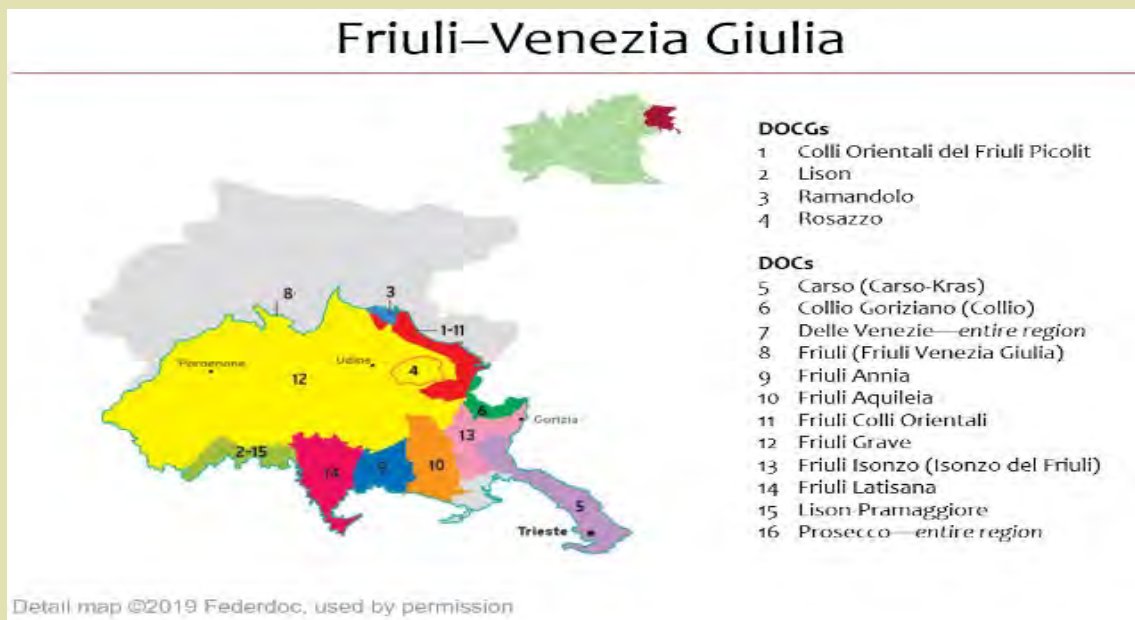 Friuli–Venezia Giulia
DOCGs
1 Colli Orientali del Friuli Picolit
2 Lison
3 Ramandolo
4 Rosazzo
DOCs
5 Carso (Carso-Kras)
6 Collio Goriziano (Collio)
7 Delle Venezie—entire region
8 Friuli (Friuli Venezia Giulia)
9 Friuli Annia
10 Friuli Aquileia
11 Friuli Colli Orientali
12 Friuli Grave
13 Friuli Isonzo (Isonzo del Friuli)
14 Friuli Latisana
15 Lison-Pramaggiore
16 Prosecco—entire region
8
3
1-11
Pordenone
Udine
4
12
6
Gorizia
13
2-15
14
9
10
5
Trieste
Detail map ©2019 Federdoc, used by permission